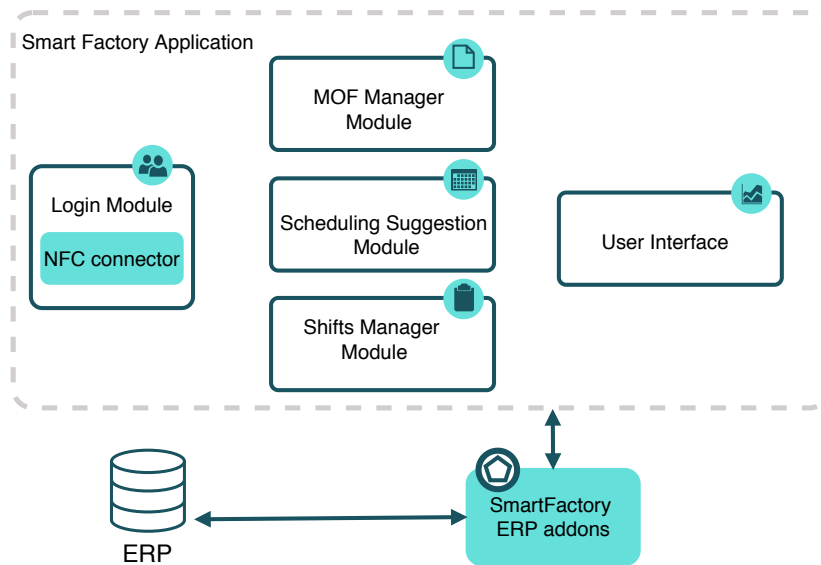 Smart Factory Application
MOF Manager
Module
Login Module
NFC connector
Scheduling Suggestion
Module
User Interface
Shifts Manager
Module
SmartFactory
ERP addons
ERP